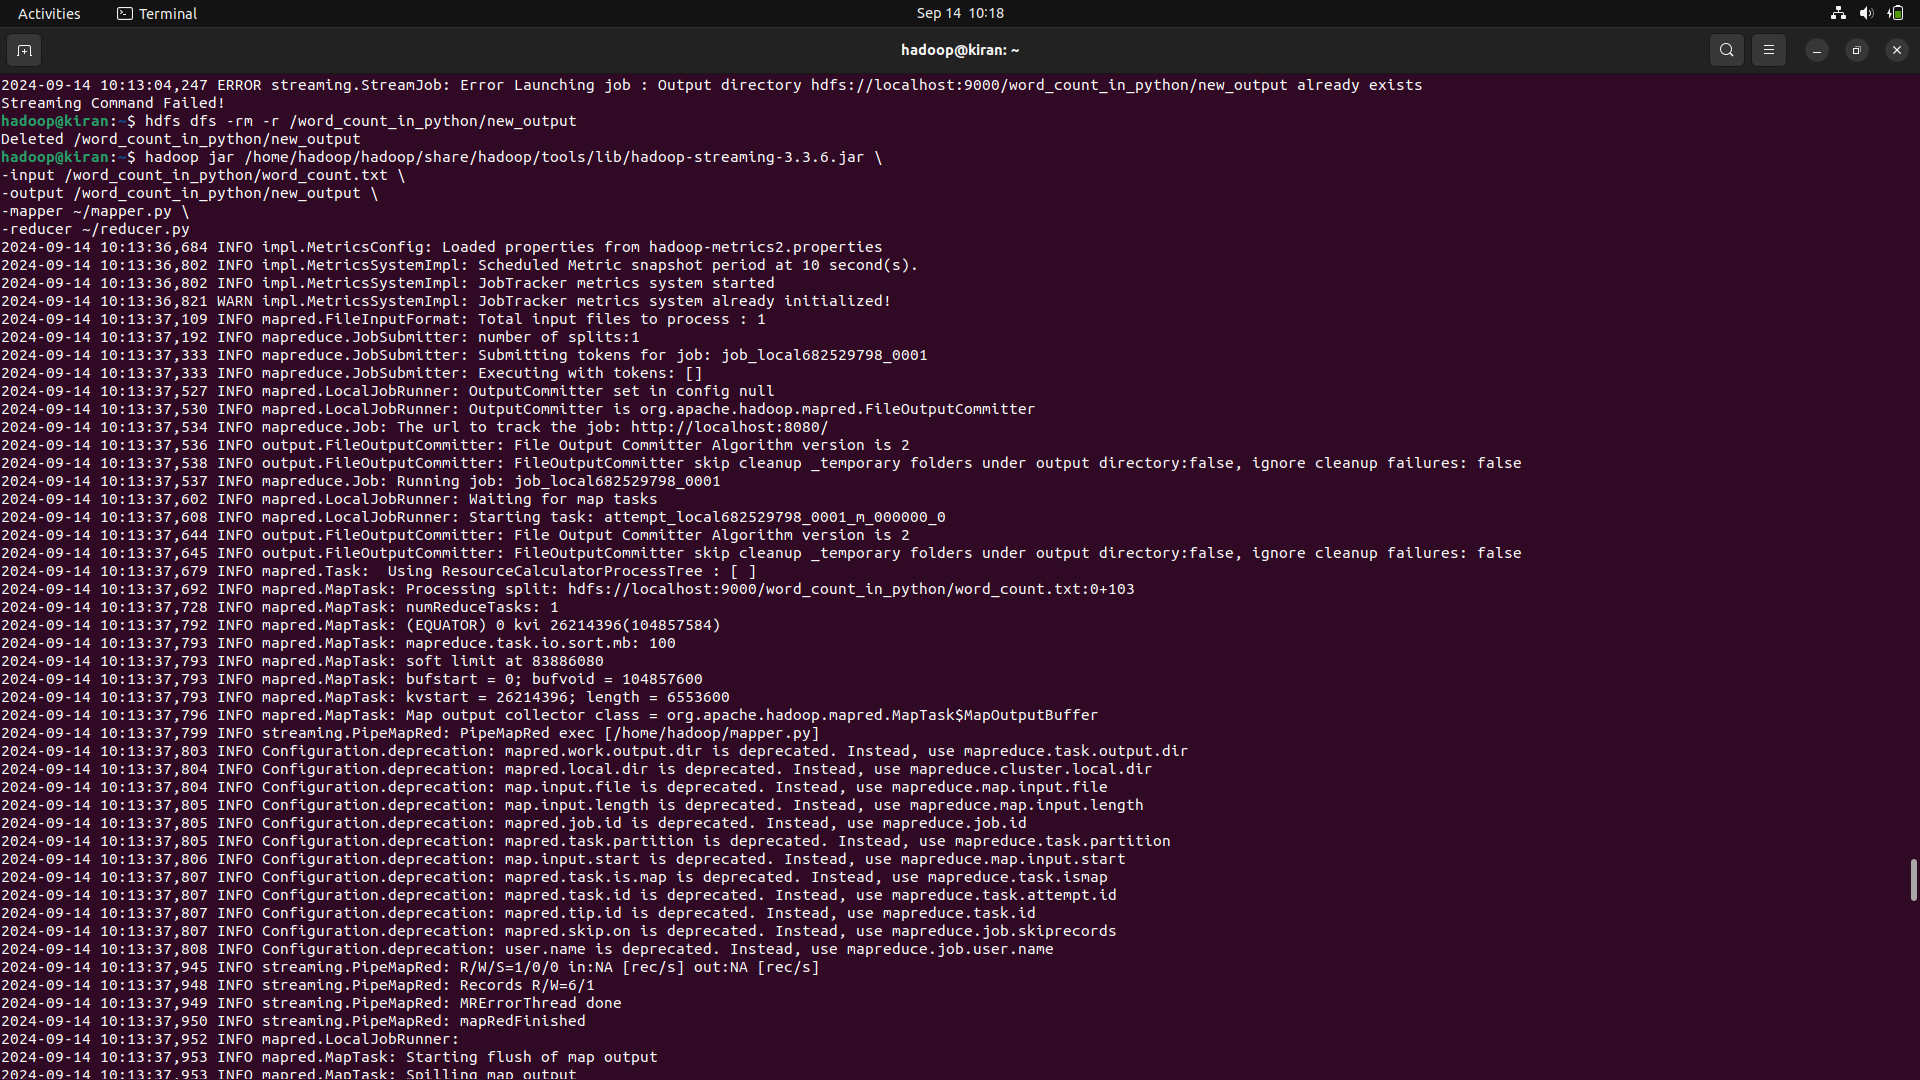 Activities
Terminal
Sep 14 10:18
hadoop@kiran: ~
2024-09-14 10:13:04,247 ERROR streaming.StreamJob: Error Launching job : Output directory hdfs://localhost:9000/word_count_in_python/new_output already exists
Streaming Command Failed!
hadoop@kiran:~$ hdfs dfs -rm -r /word_count_in_python/new_output
Deleted /word_count_in_python/new_output
hadoop@kiran:~$ hadoop jar /home/hadoop/hadoop/share/hadoop/tools/lib/hadoop-streaming-3.3.6.jar \
-input /word_count_in_python/word_count.txt \
-output /word_count_in_python/new_output \
-mapper ~/mapper.py \
-reducer ~/reducer.py
2024-09-14 10:13:36,684 INFO impl.MetricsConfig: Loaded properties from hadoop-metrics2.properties
2024-09-14 10:13:36,802 INFO impl.MetricsSystemImpl: Scheduled Metric snapshot period at 10 second(s).
2024-09-14 10:13:36,802 INFO impl.MetricsSystemImpl: JobTracker metrics system started
2024-09-14 10:13:36,821 WARN impl.MetricsSystemImpl: JobTracker metrics system already initialized!
2024-09-14 10:13:37,109 INFO mapred.FileInputFormat: Total input files to process : 1
2024-09-14 10:13:37,192 INFO mapreduce.JobSubmitter: number of splits:1
2024-09-14 10:13:37,333 INFO mapreduce.JobSubmitter: Submitting tokens for job: job_local682529798_0001
2024-09-14 10:13:37,333 INFO mapreduce.JobSubmitter: Executing with tokens: []
2024-09-14 10:13:37,527 INFO mapred.LocalJobRunner: OutputCommitter set in config null
2024-09-14 10:13:37,530 INFO mapred.LocalJobRunner: OutputCommitter is org.apache.hadoop.mapred.FileOutputCommitter
2024-09-14 10:13:37,534 INFO mapreduce.Job: The url to track the job: http://localhost:8080/
2024-09-14 10:13:37,536 INFO output.FileOutputCommitter: File Output Committer Algorithm version is 2
2024-09-14 10:13:37,538 INFO output.FileOutputCommitter: FileOutputCommitter skip cleanup _temporary folders under output directory:false, ignore cleanup failures: false
2024-09-14 10:13:37,537 INFO mapreduce.Job: Running job: job_local682529798_0001
2024-09-14 10:13:37,602 INFO mapred.LocalJobRunner: Waiting for map tasks
2024-09-14 10:13:37,608 INFO mapred.LocalJobRunner: Starting task: attempt_local682529798_0001_m_000000_0
2024-09-14 10:13:37,644 INFO output.FileOutputCommitter: File Output Committer Algorithm version is 2
2024-09-14 10:13:37,645 INFO output.FileOutputCommitter: FileOutputCommitter skip cleanup _temporary folders under output directory:false, ignore cleanup failures: false
2024-09-14 10:13:37,679 INFO mapred.Task:  Using ResourceCalculatorProcessTree : [ ]
2024-09-14 10:13:37,692 INFO mapred.MapTask: Processing split: hdfs://localhost:9000/word_count_in_python/word_count.txt:0+103
2024-09-14 10:13:37,728 INFO mapred.MapTask: numReduceTasks: 1
2024-09-14 10:13:37,792 INFO mapred.MapTask: (EQUATOR) 0 kvi 26214396(104857584)
2024-09-14 10:13:37,793 INFO mapred.MapTask: mapreduce.task.io.sort.mb: 100
2024-09-14 10:13:37,793 INFO mapred.MapTask: soft limit at 83886080
2024-09-14 10:13:37,793 INFO mapred.MapTask: bufstart = 0; bufvoid = 104857600
2024-09-14 10:13:37,793 INFO mapred.MapTask: kvstart = 26214396; length = 6553600
2024-09-14 10:13:37,796 INFO mapred.MapTask: Map output collector class = org.apache.hadoop.mapred.MapTask$MapOutputBuffer
2024-09-14 10:13:37,799 INFO streaming.PipeMapRed: PipeMapRed exec [/home/hadoop/mapper.py]
2024-09-14 10:13:37,803 INFO Configuration.deprecation: mapred.work.output.dir is deprecated. Instead, use mapreduce.task.output.dir
2024-09-14 10:13:37,804 INFO Configuration.deprecation: mapred.local.dir is deprecated. Instead, use mapreduce.cluster.local.dir
2024-09-14 10:13:37,804 INFO Configuration.deprecation: map.input.file is deprecated. Instead, use mapreduce.map.input.file
2024-09-14 10:13:37,805 INFO Configuration.deprecation: map.input.length is deprecated. Instead, use mapreduce.map.input.length
2024-09-14 10:13:37,805 INFO Configuration.deprecation: mapred.job.id is deprecated. Instead, use mapreduce.job.id
2024-09-14 10:13:37,805 INFO Configuration.deprecation: mapred.task.partition is deprecated. Instead, use mapreduce.task.partition
2024-09-14 10:13:37,806 INFO Configuration.deprecation: map.input.start is deprecated. Instead, use mapreduce.map.input.start
2024-09-14 10:13:37,807 INFO Configuration.deprecation: mapred.task.is.map is deprecated. Instead, use mapreduce.task.ismap
2024-09-14 10:13:37,807 INFO Configuration.deprecation: mapred.task.id is deprecated. Instead, use mapreduce.task.attempt.id
2024-09-14 10:13:37,807 INFO Configuration.deprecation: mapred.tip.id is deprecated. Instead, use mapreduce.task.id
2024-09-14 10:13:37,807 INFO Configuration.deprecation: mapred.skip.on is deprecated. Instead, use mapreduce.job.skiprecords
2024-09-14 10:13:37,808 INFO Configuration.deprecation: user.name is deprecated. Instead, use mapreduce.job.user.name
2024-09-14 10:13:37,945 INFO streaming.PipeMapRed: R/W/S=1/0/0 in:NA [rec/s] out:NA [rec/s]
2024-09-14 10:13:37,948 INFO streaming.PipeMapRed: Records R/W=6/1
2024-09-14 10:13:37,949 INFO streaming.PipeMapRed: MRErrorThread done
2024-09-14 10:13:37,950 INFO streaming.PipeMapRed: mapRedFinished
2024-09-14 10:13:37,952 INFO mapred.LocalJobRunner:
2024-09-14 10:13:37,953 INFO mapred.MapTask: Starting flush of map output
2024-09-14 10:13:37,953 INFO mapred.MapTask: Spilling map output